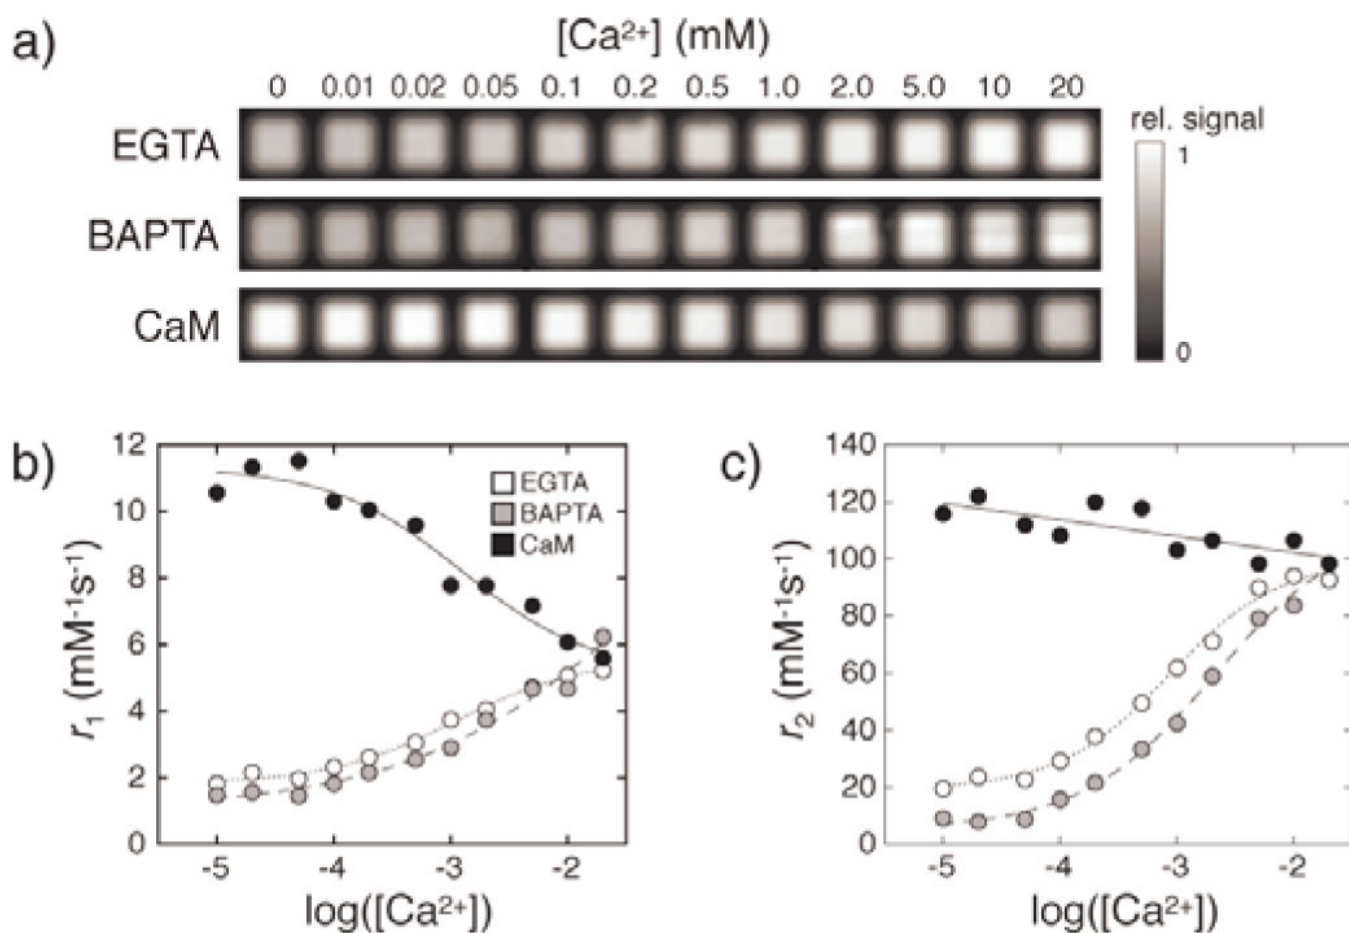 a)
[Ca²⁺] (mM)
0 0.01 0.02 0.05 0.1 0.2 0.5 1.0 2.0 5.0 10 20
rel. signal
EGTA
1
BAPTA
CaM
0
b)
12
10
8
6
4
2
0
r₁ (mM⁻¹s⁻¹)
EGTA
BAPTA
CaM
-5 -4 -3 -2
log([Ca²⁺])
c)
140
120
100
80
60
40
20
0
r₂ (mM⁻¹s⁻¹)
-5 -4 -3 -2
log([Ca²⁺])